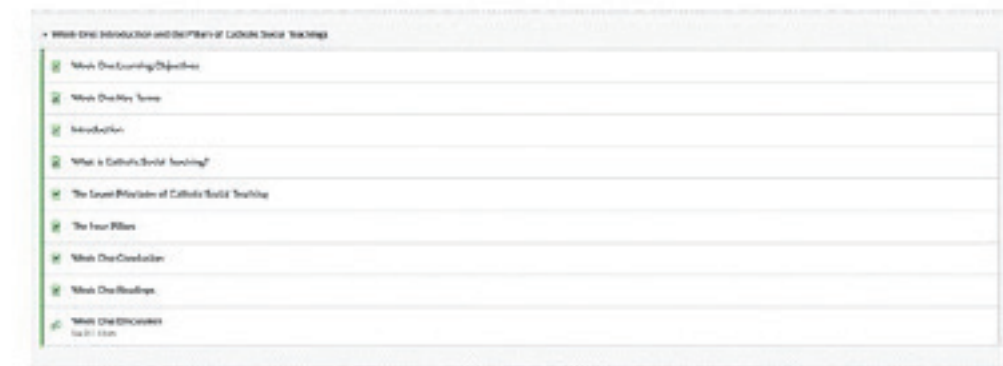 Week One: Introduction and the Pillars of Catholic Social Teachings
Week One Learning Objectives
Week One Key Terms
Introduction
What is Catholic Social Teaching?
The Seven Principles of Catholic Social Teaching
The Four Pillars
Week One Conclusion
Week One Readings
Week One Discussion